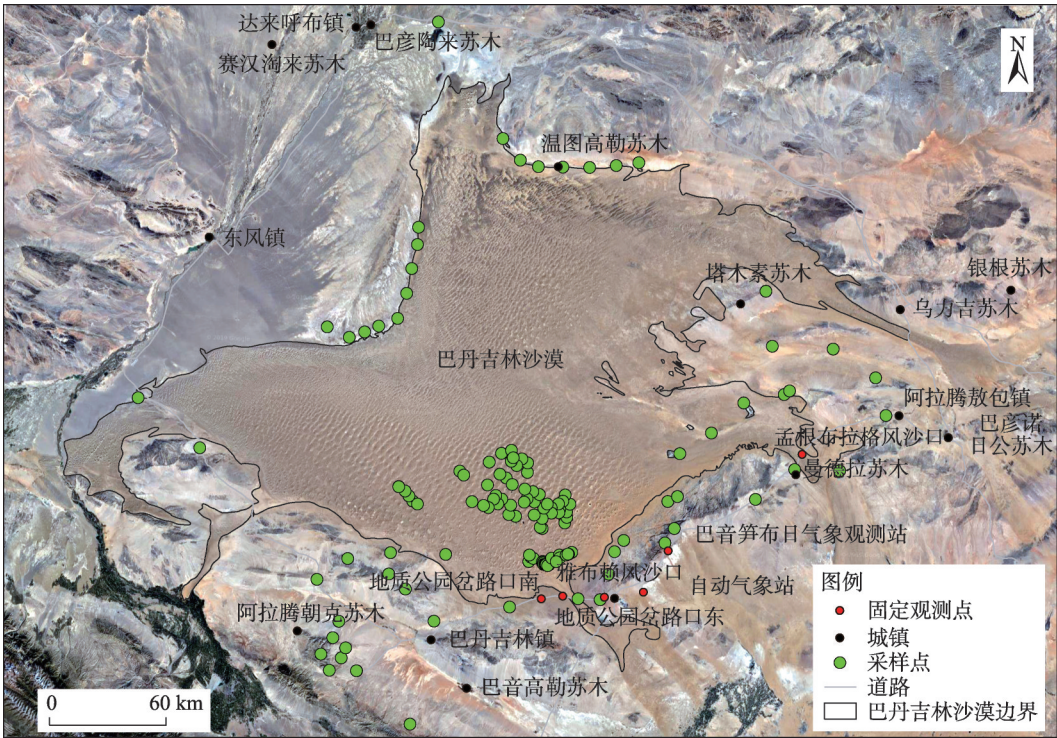 达来呼布镇
巴彦陶来苏木
赛汉淘来苏木
N
温图高勒苏木
东风镇
塔木素苏木
银根苏木
乌力吉苏木
巴丹吉林沙漠
阿拉腾敖包镇
巴彦诺
日公苏木
孟根布拉格风沙口
曼德拉苏木
巴音笋布日气象观测站
雅布赖风沙口
地质公园岔路口南
自动气象站
地质公园岔路口东
阿拉腾朝克苏木
巴丹吉林镇
巴音高勒苏木
图例
固定观测点
城镇
采样点
道路
巴丹吉林沙漠边界
0 60 km